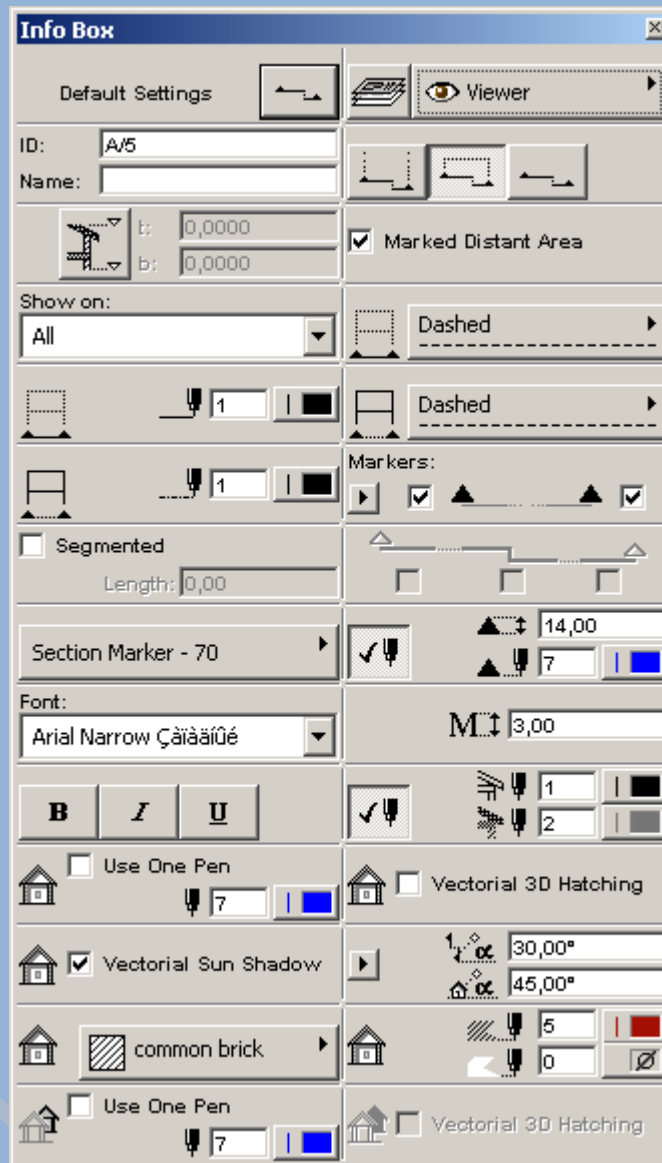 Info Box
Default Settings
Viewer
ID: A/5
Name:
t: 0,0000
b: 0,0000
Marked Distant Area
Show on:
All
Dashed
1
Dashed
1
Markers:
Segmented
Length: 0,00
Section Marker - 70
14,00
7
Font:
Arial Narrow Çàïàäíûé
M 3,00
B I U
1
2
Use One Pen
7
Vectorial 3D Hatching
Vectorial Sun Shadow
1 α 30,00°
α 45,00°
common brick
5
0
Use One Pen
7
Vectorial 3D Hatching